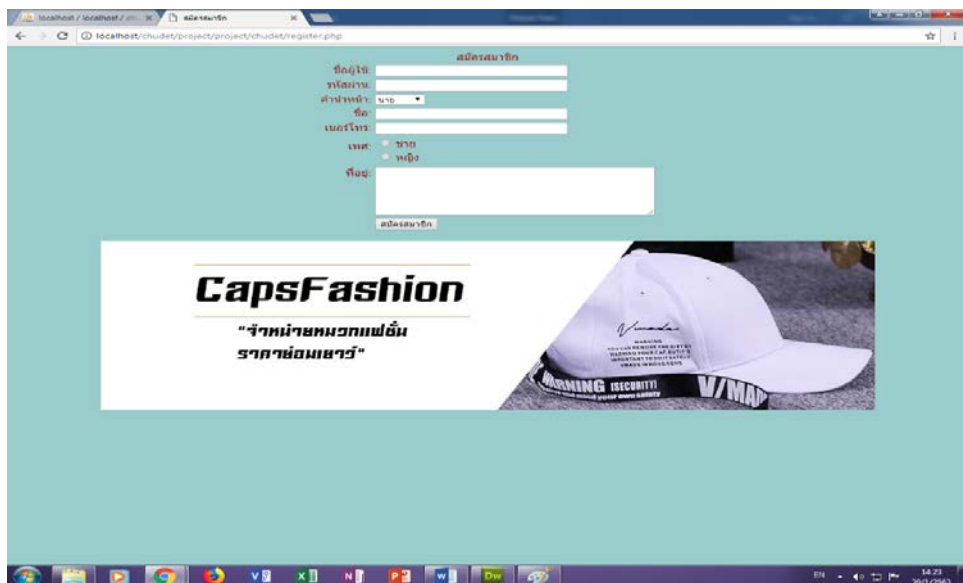 สมัครสมาชิก
localhost/chudet/project/project/chudet/register.php
สมัครสมาชิก
ชื่อผู้ใช้:
รหัสผ่าน:
คำนำหน้า: นาย
ชื่อ:
เบอร์โทร:
เพศ: ชาย
หญิง
ที่อยู่:
สมัครสมาชิก
CapsFashion
"จำหน่ายหมวกแฟชั่น
ราคาย่อมเยาว์"
WARNING [SECURITY]
V/MAD
EN
14:23